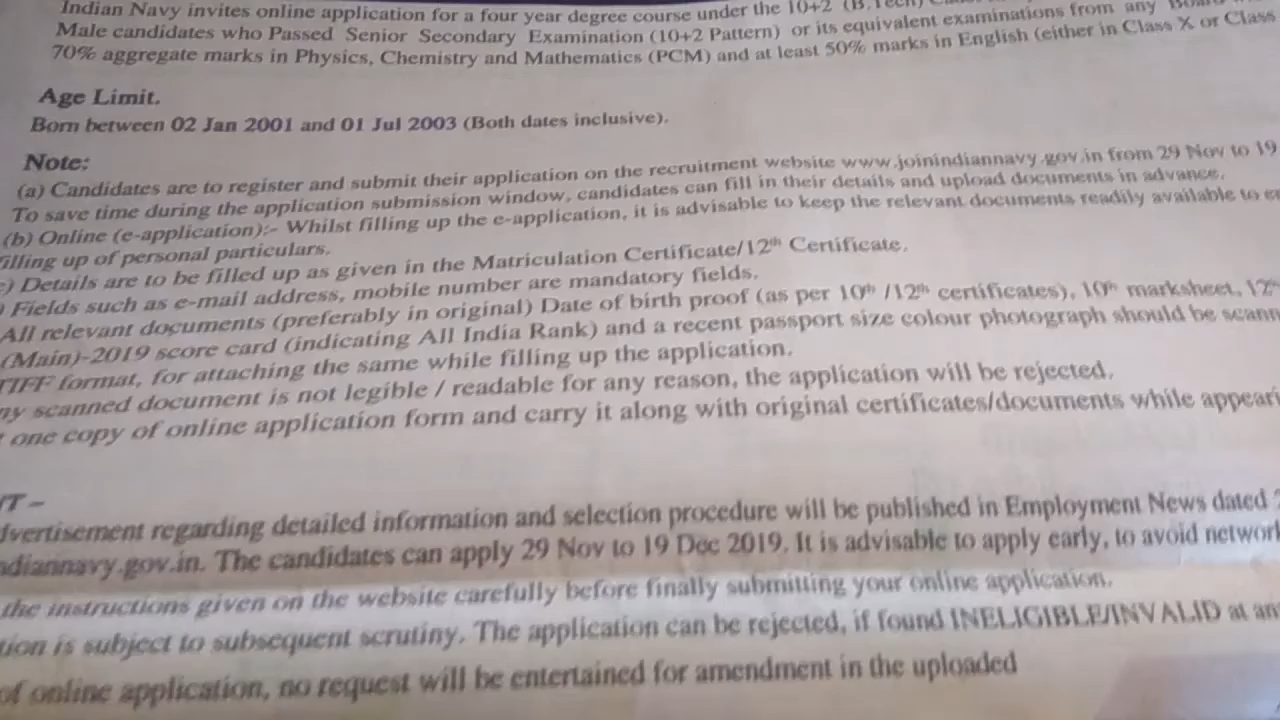 Indian Navy invites online application for a four year degree course under the 10+2 (B.Tech)
Male candidates who Passed Senior Secondary Examination (10+2 Pattern) or its equivalent examinations from any Board
70% aggregate marks in Physics, Chemistry and Mathematics (PCM) and at least 50% marks in English (either in Class X or Class
Age Limit.
Born between 02 Jan 2001 and 01 Jul 2003 (Both dates inclusive).
Note:
(a) Candidates are to register and submit their application on the recruitment website www.joinindiannavy.gov.in from 29 Nov to 19
To save time during the application submission window, candidates can fill in their details and upload documents in advance.
(b) Online (e-application):- Whilst filling up the e-application, it is advisable to keep the relevant documents readily available to
filling up of personal particulars.
) Details are to be filled up as given in the Matriculation Certificate/12th Certificate.
) Fields such as e-mail address, mobile number are mandatory fields.
All relevant documents (preferably in original) Date of birth proof (as per 10th /12th certificates), 10th marksheet, 12th
(Main)-2019 score card (indicating All India Rank) and a recent passport size colour photograph should be scann
TIFF format, for attaching the same while filling up the application.
ny scanned document is not legible / readable for any reason, the application will be rejected.
one copy of online application form and carry it along with original certificates/documents while appeari
NT –
dvertisement regarding detailed information and selection procedure will be published in Employment News dated
diannavy.gov.in. The candidates can apply 29 Nov to 19 Dec 2019. It is advisable to apply early, to avoid network
the instructions given on the website carefully before finally submitting your online application.
tion is subject to subsequent scrutiny. The application can be rejected, if found INELIGIBLE/INVALID at an
of online application, no request will be entertained for amendment in the uploaded